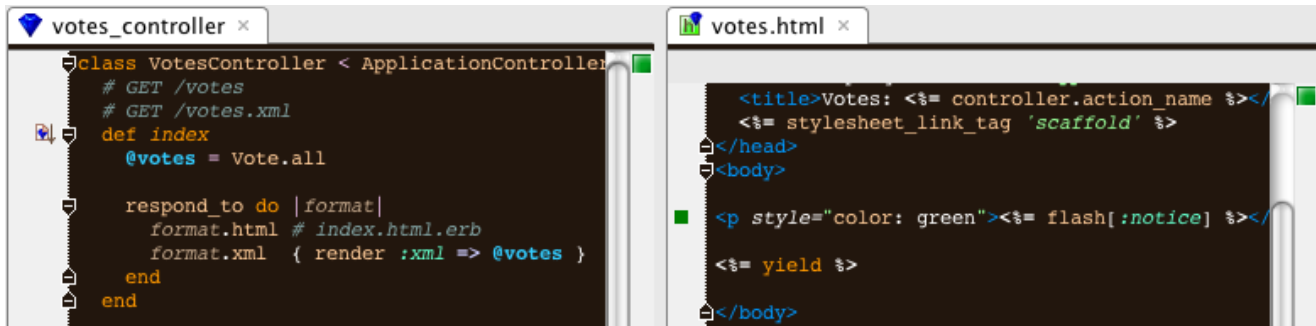 votes_controller
class VotesController < ApplicationController
# GET /votes
# GET /votes.xml
def index
@votes = Vote.all
respond_to do |format|
format.html # index.html.erb
format.xml  { render :xml => @votes }
end
end
votes.html
<title>Votes: <%= controller.action_name %></
<%= stylesheet_link_tag 'scaffold' %>
</head>
<body>
<p style="color: green"><%= flash[:notice] %></
<%= yield %>
</body>